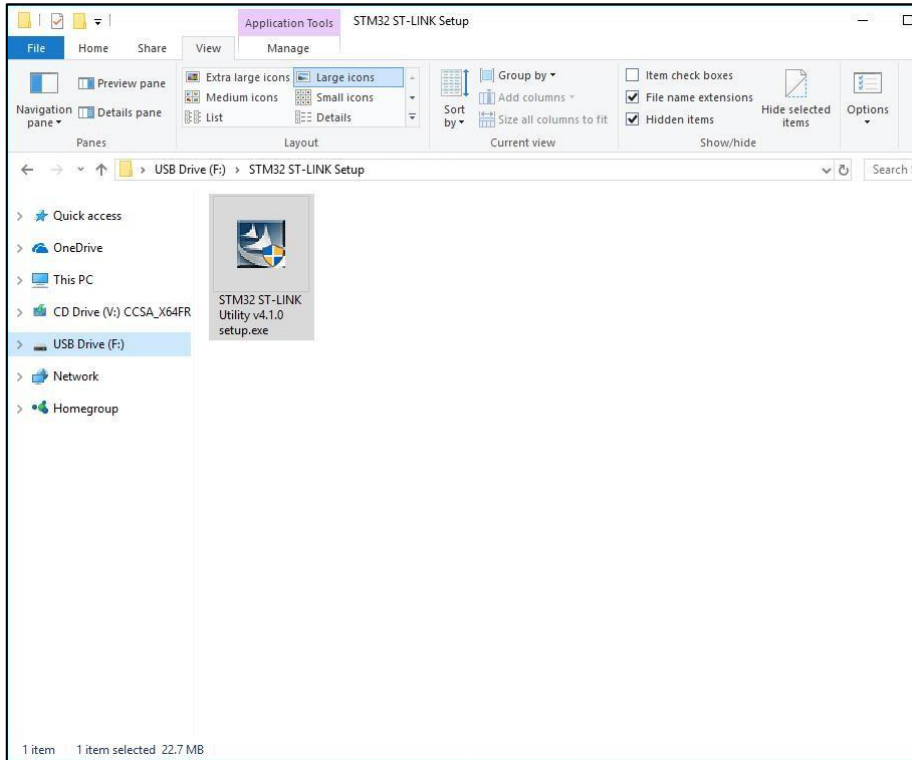 Application Tools STM32 ST-LINK Setup
File Home Share View Manage
Navigation pane
Preview pane
Details pane
Panes
Extra large icons Large icons
Medium icons Small icons
List Details
Layout
Sort by
Group by
Add columns
Size all columns to fit
Current view
Item check boxes
File name extensions
Hidden items
Hide selected items
Show/hide
Options
USB Drive (F:) STM32 ST-LINK Setup
Search
Quick access
OneDrive
This PC
CD Drive (V:) CCSA_X64FR
USB Drive (F:)
Network
Homegroup
STM32 ST-LINK
Utility v4.1.0
setup.exe
1 item 1 item selected 22.7 MB